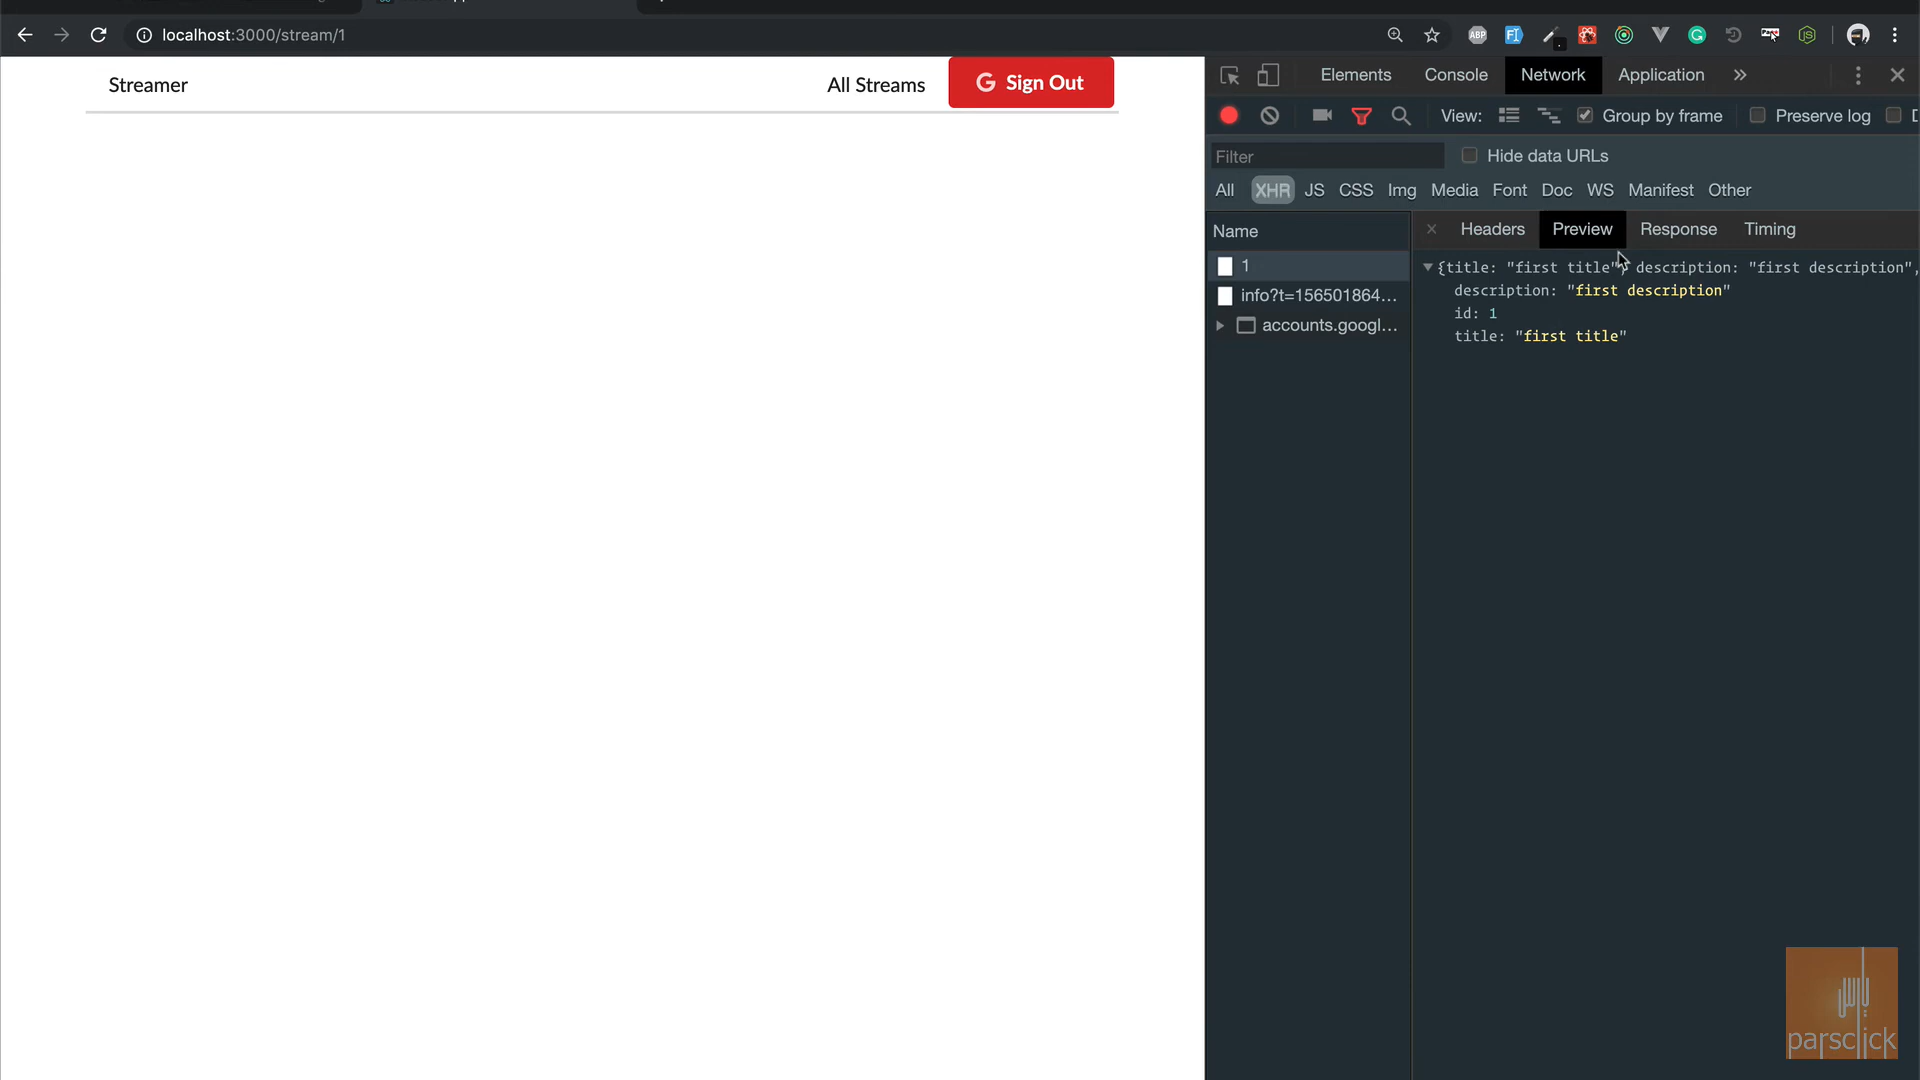 localhost:3000/stream/1
ABP
Streamer
All Streams
G Sign Out
Elements
Console
Network
Application
View:
Group by frame
Preserve log
Filter
Hide data URLs
All
XHR
JS
CSS
Img
Media
Font
Doc
WS
Manifest
Other
Name
Headers
Preview
Response
Timing
1
info?t=156501864...
accounts.googl...
{title: "first title", description: "first description",
description: "first description"
id: 1
title: "first title"
پارس
parsclick